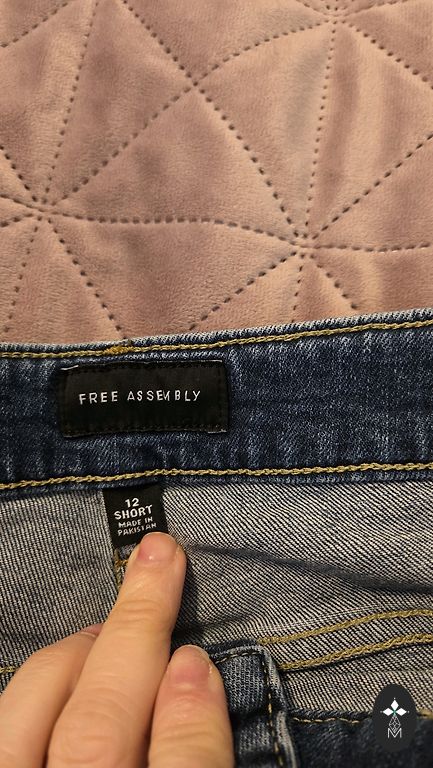 FREE ASSEMBLY
12
SHORT
MADE IN
PAKISTAN
M